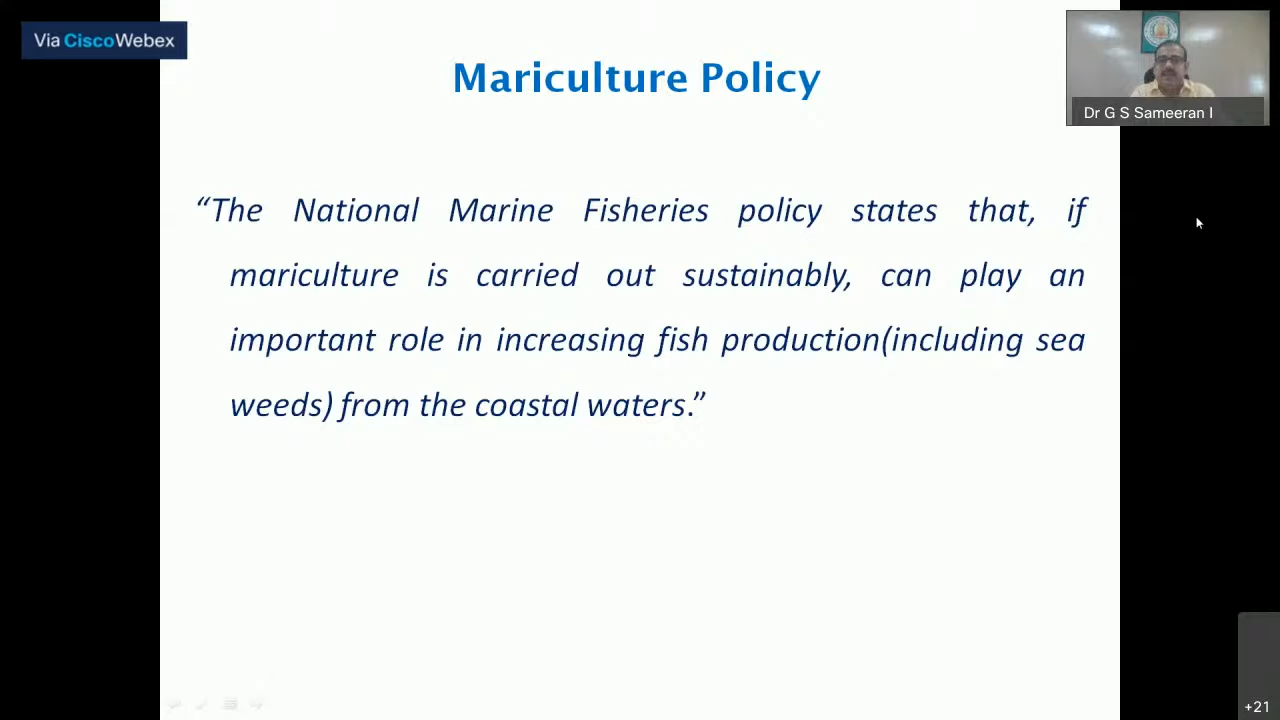 Via CiscoWebex
Mariculture Policy
Dr G S Sameeran I
“The National Marine Fisheries policy states that, if
mariculture is carried out sustainably, can play an
important role in increasing fish production(including sea
weeds) from the coastal waters.”
+21